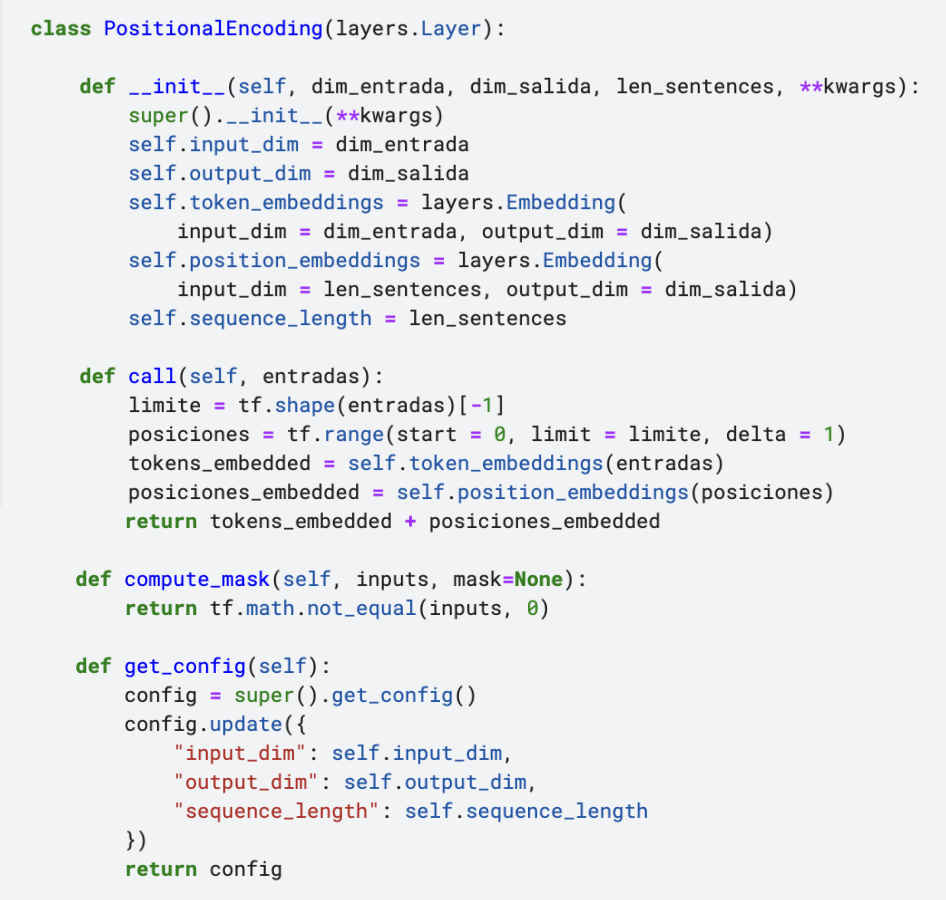 class PositionalEncoding(layers.Layer):
def __init__(self, dim_entrada, dim_salida, len_sentences, **kwargs):
super().__init__(**kwargs)
self.input_dim = dim_entrada
self.output_dim = dim_salida
self.token_embeddings = layers.Embedding(
input_dim = dim_entrada, output_dim = dim_salida)
self.position_embeddings = layers.Embedding(
input_dim = len_sentences, output_dim = dim_salida)
self.sequence_length = len_sentences
def call(self, entradas):
limite = tf.shape(entradas)[-1]
posiciones = tf.range(start = 0, limit = limite, delta = 1)
tokens_embedded = self.token_embeddings(entradas)
posiciones_embedded = self.position_embeddings(posiciones)
return tokens_embedded + posiciones_embedded
def compute_mask(self, inputs, mask=None):
return tf.math.not_equal(inputs, 0)
def get_config(self):
config = super().get_config()
config.update({
"input_dim": self.input_dim,
"output_dim": self.output_dim,
"sequence_length": self.sequence_length
})
return config